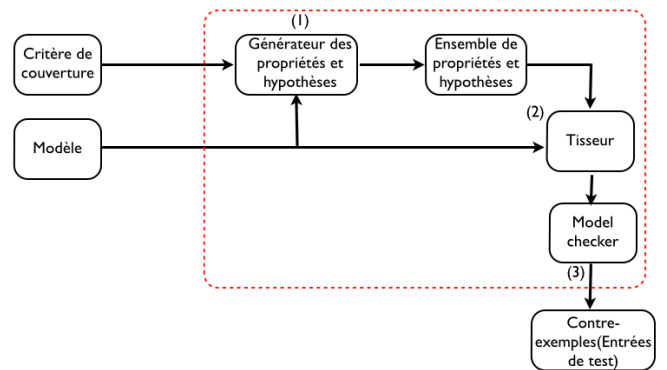 (1)
Critère de
couverture
Générateur des
propriétés et
hypothèses
Ensemble de
propriétés et
hypothèses
(2)
Modèle
Tisseur
Model
checker
(3)
Contre-
exemples(Entrées
de test)